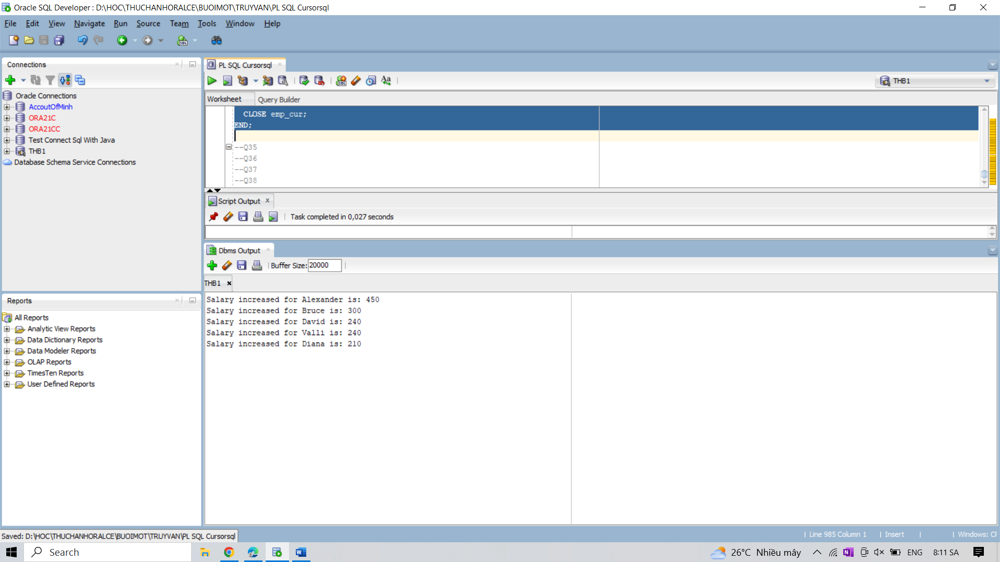 Oracle SQL Developer : D:\HOC\THUCHANHORALCE\BUOIMOT\TRUYVAN\PL SQL Cursorsql
File Edit View Navigate Run Source Team Tools Window Help
Connections
Oracle Connections
AccoutOfMinh
ORA21C
ORA21CC
Test Connect Sql With Java
THB1
Database Schema Service Connections
Reports
All Reports
Analytic View Reports
Data Dictionary Reports
Data Modeler Reports
OLAP Reports
TimesTen Reports
User Defined Reports
PL SQL Cursorsql
THB1
Worksheet Query Builder
CLOSE emp_cur;
END;
--Q35
--Q36
--Q37
--Q38
Script Output
Task completed in 0,027 seconds
Dbms Output
Buffer Size: 20000
THB1
Salary increased for Alexander is: 450
Salary increased for Bruce is: 300
Salary increased for David is: 240
Salary increased for Valli is: 240
Salary increased for Diana is: 210
Saved: D:\HOC\THUCHANHORALCE\BUOIMOT\TRUYVAN\PL SQL Cursorsql
Line 985 Column 1 Insert Windows: CF
Search
26°C Nhiều mây ENG 8:11 SA